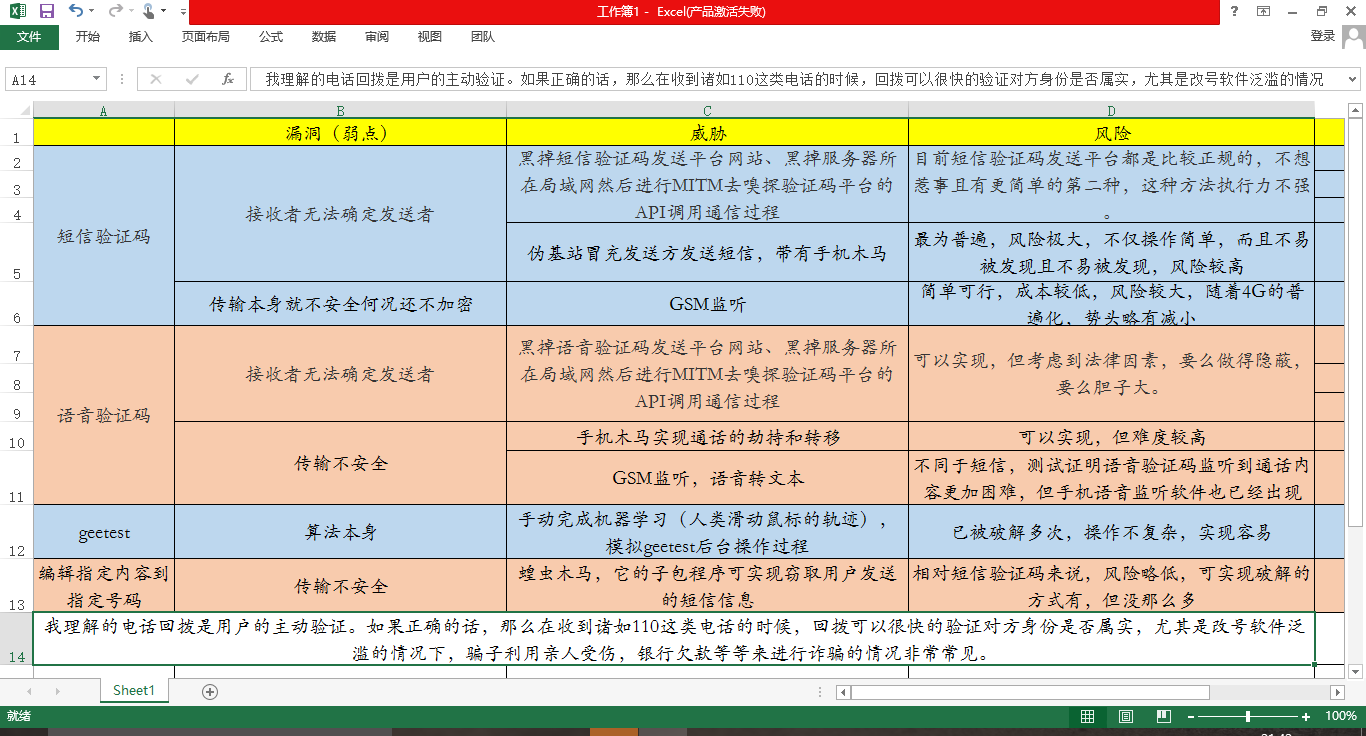 工作簿1 - Excel(产品激活失败)
文件 开始 插入 页面布局 公式 数据 审阅 视图 团队 登录
A14 fx 我理解的电话回拨是用户的主动验证。如果正确的话，那么在收到诸如110这类电话的时候，回拨可以很快的验证对方身份是否属实，尤其是改号软件泛滥的情况
A B C D
1 漏洞（弱点） 威胁 风险
2 黑掉短信验证码发送平台网站、黑掉服务器所 目前短信验证码发送平台都是比较正规的，不想
3 在局域网然后进行MITM去嗅探验证码平台的 惹事且有更简单的第二种，这种方法执行力不强
4 接收者无法确定发送者 API调用通信过程 。
短信验证码
伪基站冒充发送方发送短信，带有手机木马 最为普遍，风险极大，不仅操作简单，而且不易
5 被发现且不易被发现，风险较高
传输本身就不安全何况还不加密 GSM监听 简单可行，成本较低，风险较大，随着4G的普
6 遍化，势头略有减小
7 黑掉语音验证码发送平台网站、黑掉服务器所 可以实现，但考虑到法律因素，要么做得隐蔽，
8 接收者无法确定发送者 在局域网然后进行MITM去嗅探验证码平台的 要么胆子大。
9 语音验证码 API调用通信过程
10 手机木马实现通话的劫持和转移 可以实现，但难度较高
传输不安全 GSM监听，语音转文本 不同于短信，测试证明语音验证码监听到通话内
11 容更加困难，但手机语音监听软件也已经出现
geetest 算法本身 手动完成机器学习（人类滑动鼠标的轨迹）， 已被破解多次，操作不复杂，实现容易
12 模拟geetest后台操作过程
编辑指定内容到 传输不安全 蝗虫木马，它的子包程序可实现窃取用户发送 相对短信验证码来说，风险略低，可实现破解的
13 指定号码 的短信信息 方式有，但没那么多
我理解的电话回拨是用户的主动验证。如果正确的话，那么在收到诸如110这类电话的时候，回拨可以很快的验证对方身份是否属实，尤其是改号软件泛
14 滥的情况下，骗子利用亲人受伤，银行欠款等等来进行诈骗的情况非常常见。
Sheet1
就绪 100%